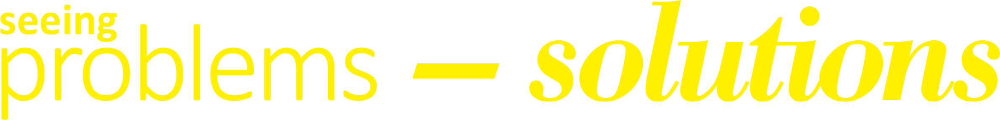 seeing
problems — solutions